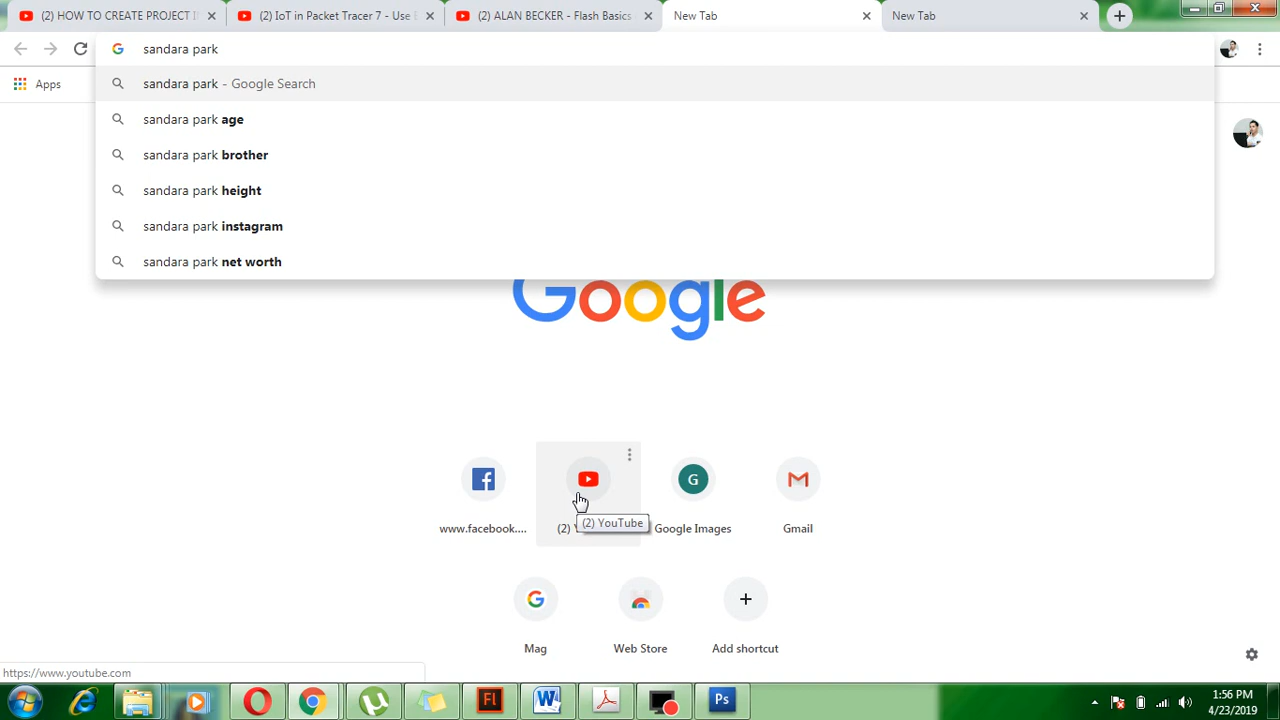 (2) HOW TO CREATE PROJECT I
(2) IoT in Packet Tracer 7 - Use
(2) ALAN BECKER - Flash Basics
New Tab
New Tab
sandara park
Apps
sandara park - Google Search
sandara park age
sandara park brother
sandara park height
sandara park instagram
sandara park net worth
Google
G
www.facebook....
(2) Y
(2) YouTube
Google Images
Gmail
Mag
Web Store
Add shortcut
https://www.youtube.com
Fl
W
Ps
1:56 PM
4/23/2019